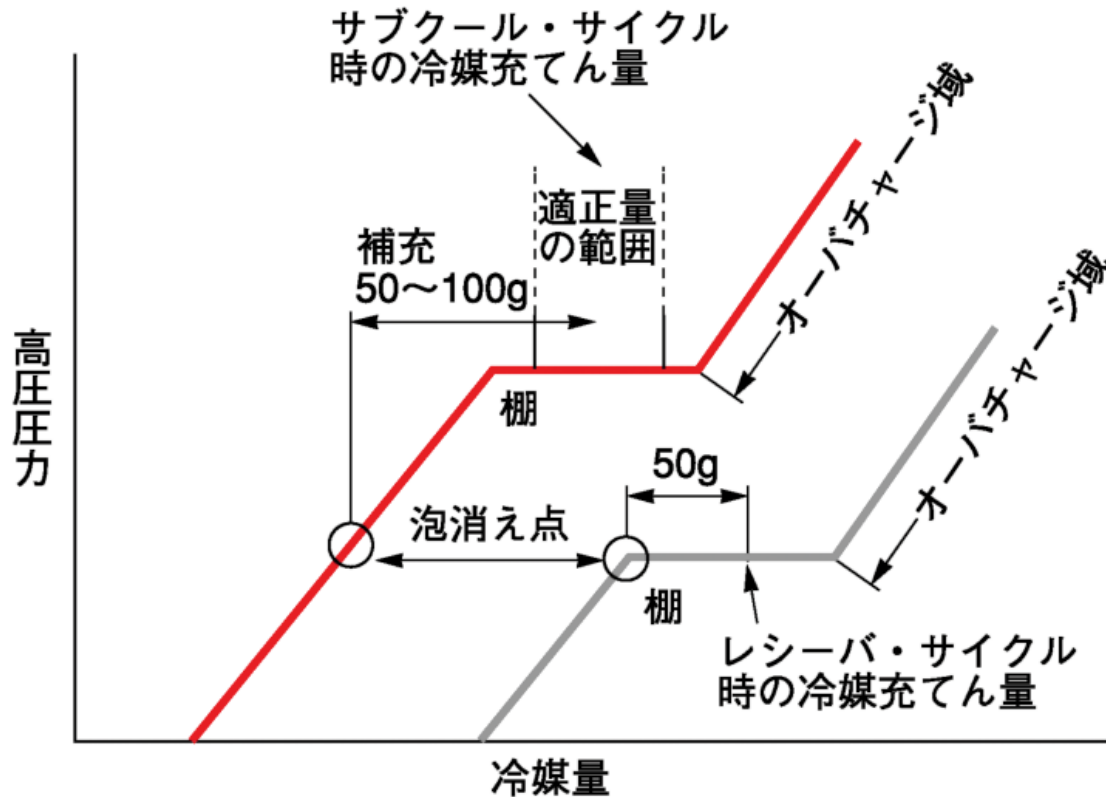 サブクール・サイクル
時の冷媒充てん量
適正量
の範囲
補充
50～100g
オーバチャージ域
棚
高圧圧力
50g
泡消え点
オーバチャージ域
棚
レシーバ・サイクル
時の冷媒充てん量
冷媒量